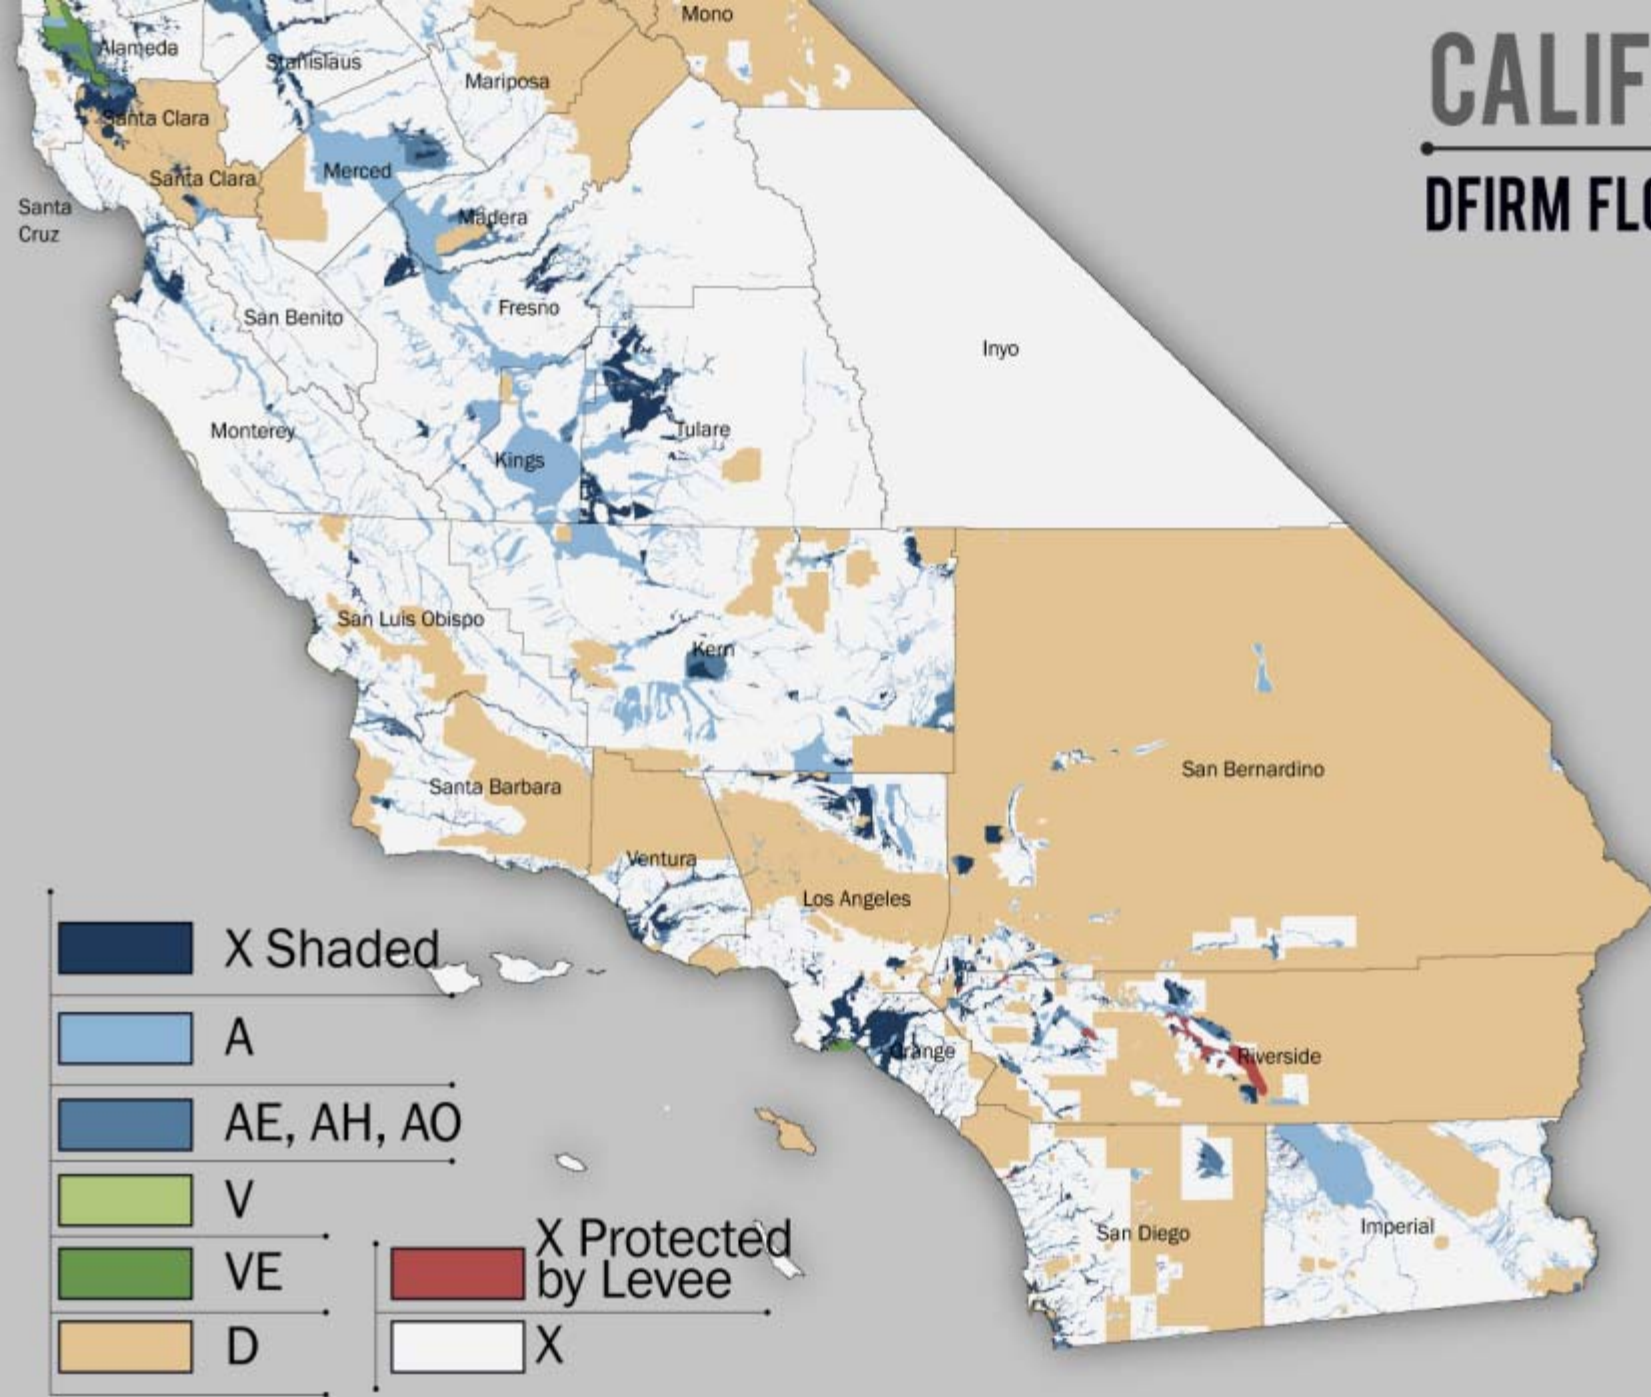 Mono
CALIF
DFIRM FLO
Alameda
Stanislaus
Mariposa
Santa Clara
Merced
Santa Clara
Santa
Cruz
Madera
Fresno
San Benito
Inyo
Monterey
Tulare
Kings
San Luis Obispo
Kern
San Bernardino
Santa Barbara
Ventura
Los Angeles
Orange
Riverside
San Diego
Imperial
X Shaded
A
AE, AH, AO
V
VE
D
X Protected
by Levee
X